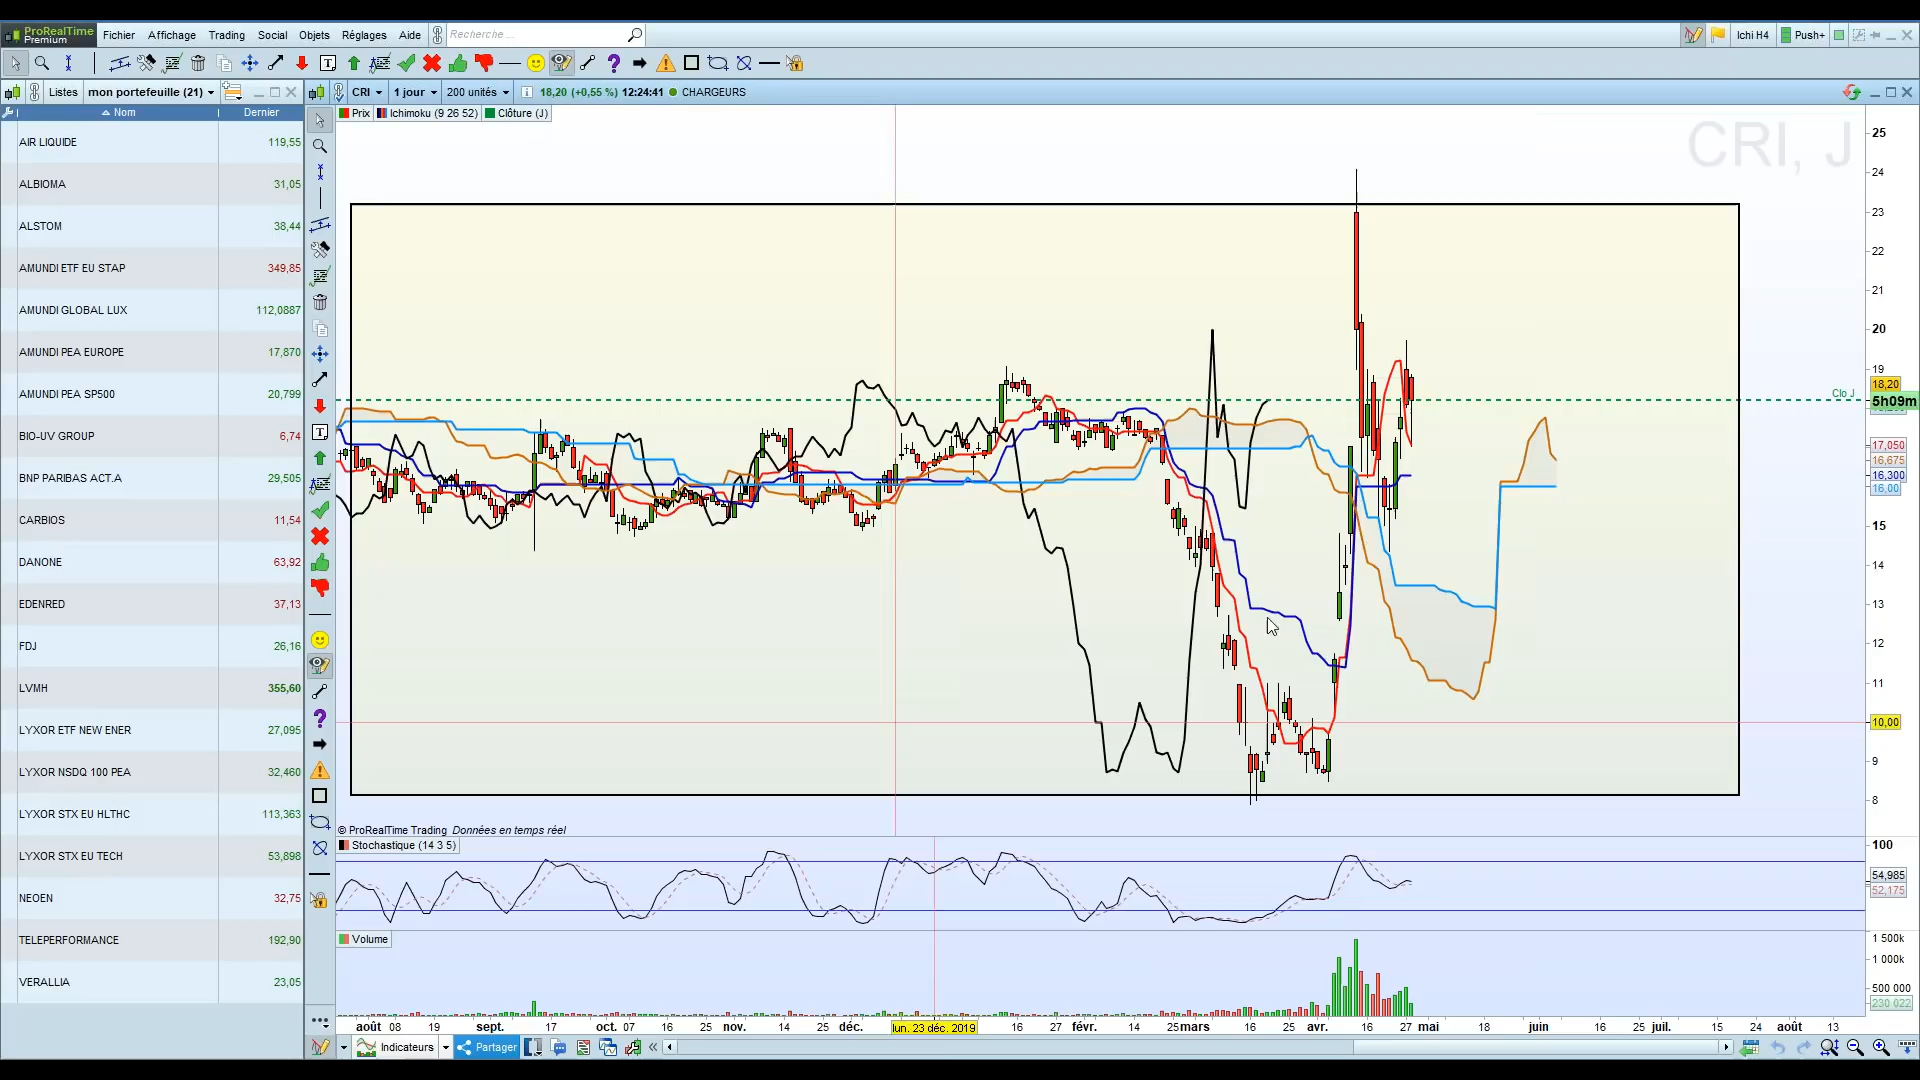 ProRealTime
Premium
Fichier Affichage Trading Social Objets Réglages Aide
Recherche...
Ichi H4 Push+
Listes mon portefeuille (21)
CRI 1 jour 200 unités 18,20 (+0,55 %) 12:24:41 CHARGEURS
Nom Dernier
Prix Ichimoku (9 26 52) Clôture (J)
CRI, J
AIR LIQUIDE 119,55
ALBIOMA 31,05
ALSTOM 38,44
AMUNDI ETF EU STAP 349,85
AMUNDI GLOBAL LUX 112,0887
AMUNDI PEA EUROPE 17,870
AMUNDI PEA SP500 20,799
BIO-UV GROUP 6,74
BNP PARIBAS ACT.A 29,505
CARBIOS 11,54
DANONE 63,92
EDENRED 37,13
FDJ 26,16
LVMH 355,60
LYXOR ETF NEW ENER 27,095
LYXOR NSDQ 100 PEA 32,460
LYXOR STX EU HLTHC 113,363
LYXOR STX EU TECH 53,898
NEOEN 32,75
TELEPERFORMANCE 192,90
VERALLIA 23,05
25
24
23
22
21
20
19
18,20
Clo J
5h09m
17,050
16,675
16,300
16,00
15
14
13
12
11
10,00
9
8
© ProRealTime Trading Données en temps réel
Stochastique (14 3 5)
100
54,985
52,175
Volume
1 500k
1 000k
500 000
230 022
août 08 19 sept. 17 oct. 07 16 25 nov. 14 25 déc. lun. 23 déc. 2019 16 27 févr. 14 25 mars 16 25 avr. 16 27 mai 18 juin 16 25 juil. 15 24 août 13
Indicateurs Partager